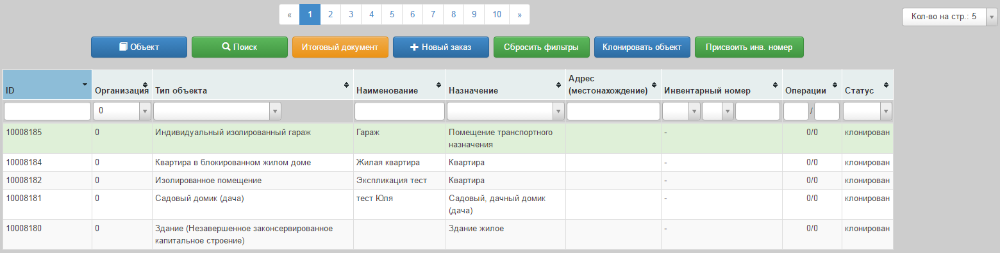 « 1 2 3 4 5 6 7 8 9 10 »
Кол-во на стр.: 5
Объект Поиск Итоговый документ Новый заказ Сбросить фильтры Клонировать объект Присвоить инв. номер
ID Организация Тип объекта Наименование Назначение Адрес (местонахождение) Инвентарный номер Операции Статус
0 /
10008185 0 Индивидуальный изолированный гараж Гараж Помещение транспортного - 0/0 клонирован
назначения
10008184 0 Квартира в блокированном жилом доме Жилая квартира Квартира - 0/0 клонирован
10008182 0 Изолированное помещение Экспликация тест Квартира - 0/0 клонирован
10008181 0 Садовый домик (дача) тест Юля Садовый, дачный домик - 0/0 клонирован
(дача)
10008180 0 Здание (Незавершенное законсервированное Здание жилое - 0/0 клонирован
капитальное строение)